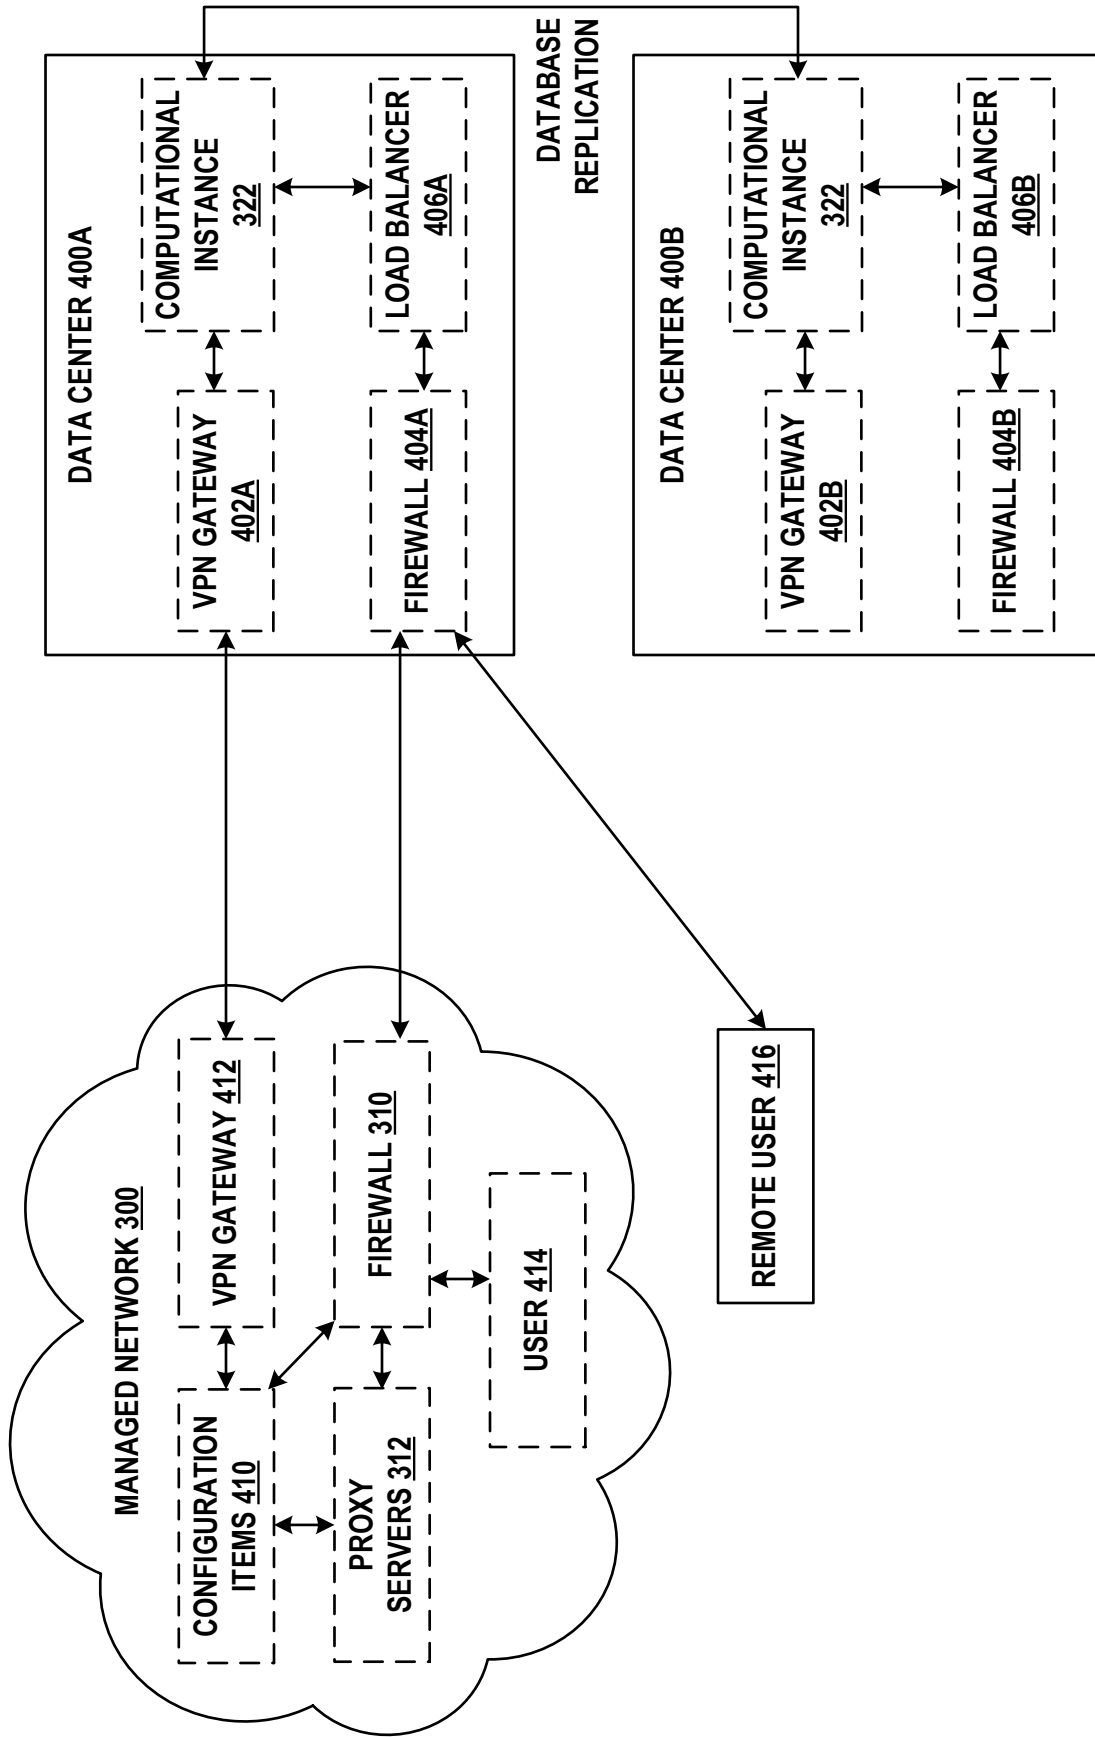 MANAGED NETWORK 300
CONFIGURATION
ITEMS 410
VPN GATEWAY 412
PROXY
SERVERS 312
FIREWALL 310
USER 414
REMOTE USER 416
DATA CENTER 400A
VPN GATEWAY
402A
COMPUTATIONAL
INSTANCE
322
FIREWALL 404A
LOAD BALANCER
406A
DATABASE
REPLICATION
DATA CENTER 400B
VPN GATEWAY
402B
COMPUTATIONAL
INSTANCE
322
FIREWALL 404B
LOAD BALANCER
406B